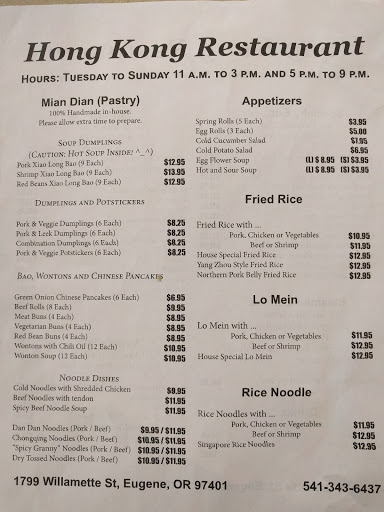 Hong Kong Restaurant
HOURS: TUESDAY TO SUNDAY 11 A.M. TO 3 P.M. AND 5 P.M. TO 9 P.M.
Mian Dian (Pastry)
100% Handmade in-house.
Please allow extra time to prepare.
SOUP DUMPLINGS
(CAUTION: HOT SOUP INSIDE! ^_^)
Pork Xiao Long Bao (9 Each) $12.95
Shrimp Xiao Long Bao (9 Each) $13.95
Red Beans Xiao Long Bao (9 Each) $12.95
DUMPLINGS AND POTSTICKERS
Pork & Veggie Dumplings (6 Each) $8.25
Pork & Leek Dumplings (6 Each) $8.25
Combination Dumplings (6 Each) $8.25
Pork & Veggie Potstickers (6 Each) $8.25
BAO, WONTONS AND CHINESE PANCAKES
Green Onion Chinese Pancakes (6 Each) $6.95
Beef Rolls (8 Each) $9.95
Meat Buns (4 Each) $8.95
Vegetarian Buns (4 Each) $8.95
Red Bean Buns (4 Each) $8.95
Wontons with Chili Oil (12 Each) $10.95
Wonton Soup (12 Each) $10.95
NOODLE DISHES
Cold Noodles with Shredded Chicken $9.95
Beef Noodles with tendon $11.95
Spicy Beef Noodle Soup $11.95
Dan Dan Noodles (Pork / Beef) $9.95 / $11.95
Chongqing Noodles (Pork / Beef) $10.95 / $11.95
"Spicy Granny" Noodles (Pork / Beef) $10.95 / $11.95
Dry Tossed Noodles (Pork / Beef) $10.95 / $11.95
Appetizers
Spring Rolls (5 Each) $3.95
Egg Rolls (3 Each) $5.00
Cold Cucumber Salad $7.95
Cold Potato Salad $6.95
Egg Flower Soup (L) $ 8.95 (S) $3.95
Hot and Sour Soup (L) $ 8.95 (S) $3.95
Fried Rice
Fried Rice with ...
Pork, Chicken or Vegetables $10.95
Beef or Shrimp $11.95
House Special Fried Rice $12.95
Yang Zhou Style Fried Rice $12.95
Northern Pork Belly Fried Rice $12.95
Lo Mein
Lo Mein with ...
Pork, Chicken or Vegetables $11.95
Beef or Shrimp $12.95
House Special Lo Mein $12.95
Rice Noodle
Rice Noodles with ...
Pork, Chicken or Vegetables $11.95
Beef or Shrimp $12.95
Singapore Rice Noodles $12.95
1799 Willamette St, Eugene, OR 97401 541-343-6437